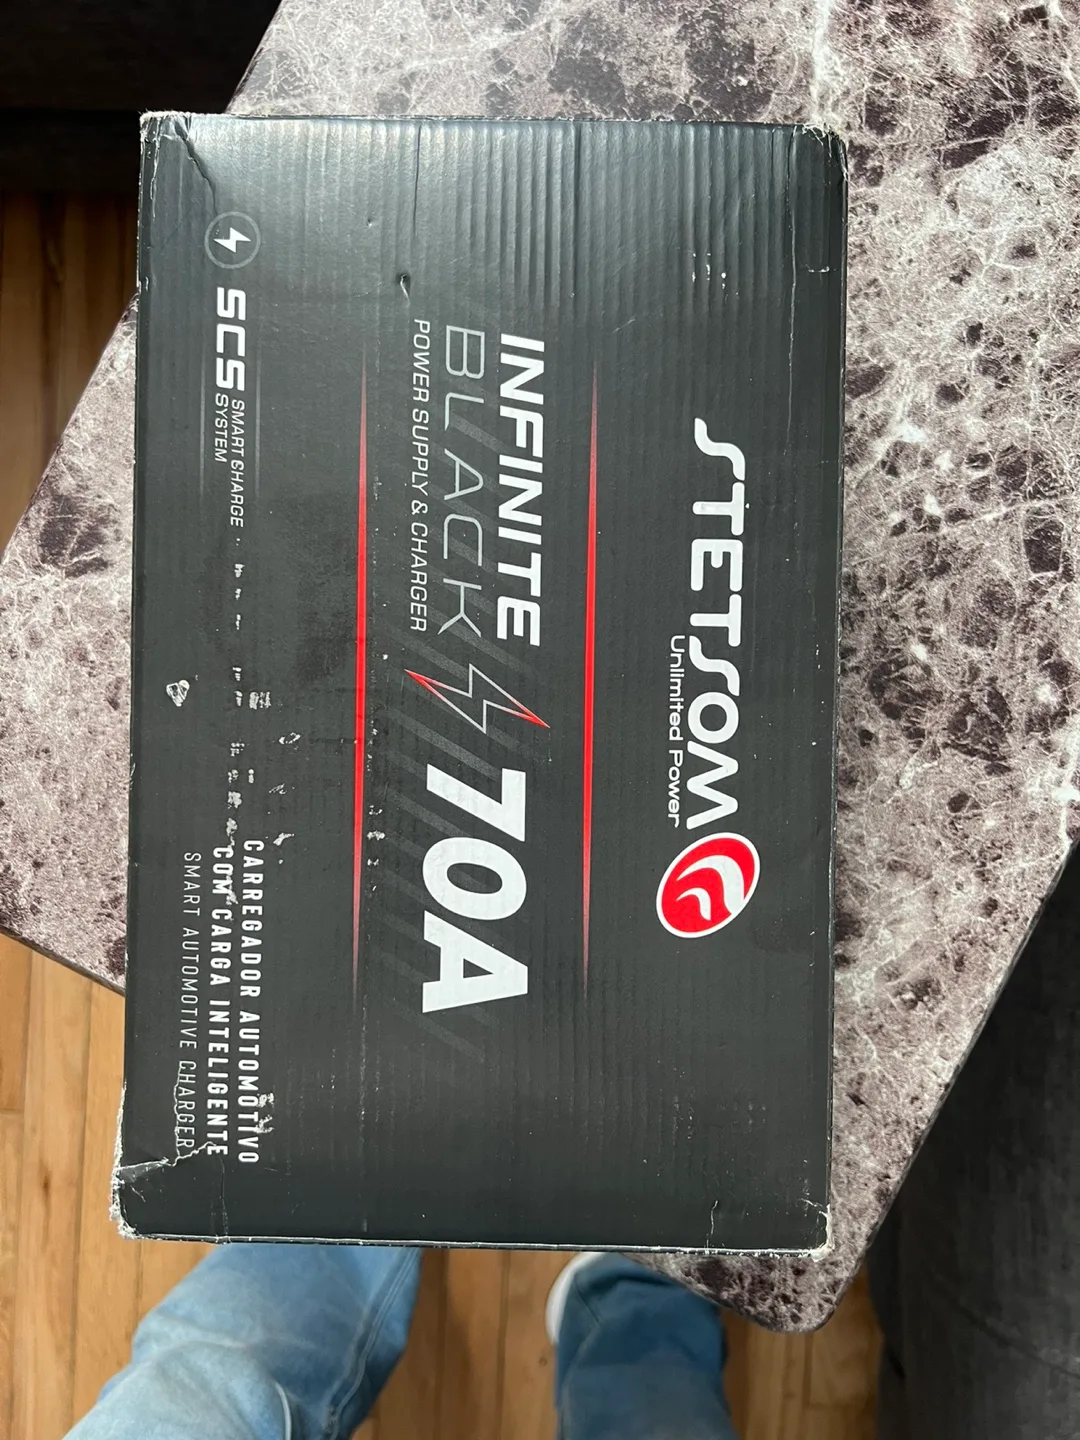 STETSOM
Unlimited Power
INFINITE
BLACK
POWER SUPPLY & CHARGER
70A
SCS
SMART CHARGE
SYSTEM
CARREGADOR AUTOMOTIVO
COM CARGA INTELIGENTE
SMART AUTOMOTIVE CHARGER